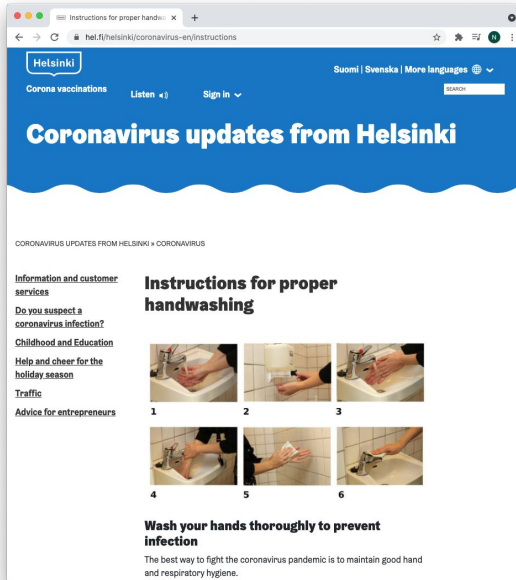 Instructions for proper handwa
hel.fi/helsinki/coronavirus-en/instructions
N
Helsinki
Suomi | Svenska | More languages
Corona vaccinations
Listen
Sign in
SEARCH
Coronavirus updates from Helsinki
CORONAVIRUS UPDATES FROM HELSINKI » CORONAVIRUS
Information and customer
services
Do you suspect a
coronavirus infection?
Childhood and Education
Help and cheer for the
holiday season
Traffic
Advice for entrepreneurs
Instructions for proper
handwashing
1 2 3
4 5 6
Wash your hands thoroughly to prevent
infection
The best way to fight the coronavirus pandemic is to maintain good hand
and respiratory hygiene.